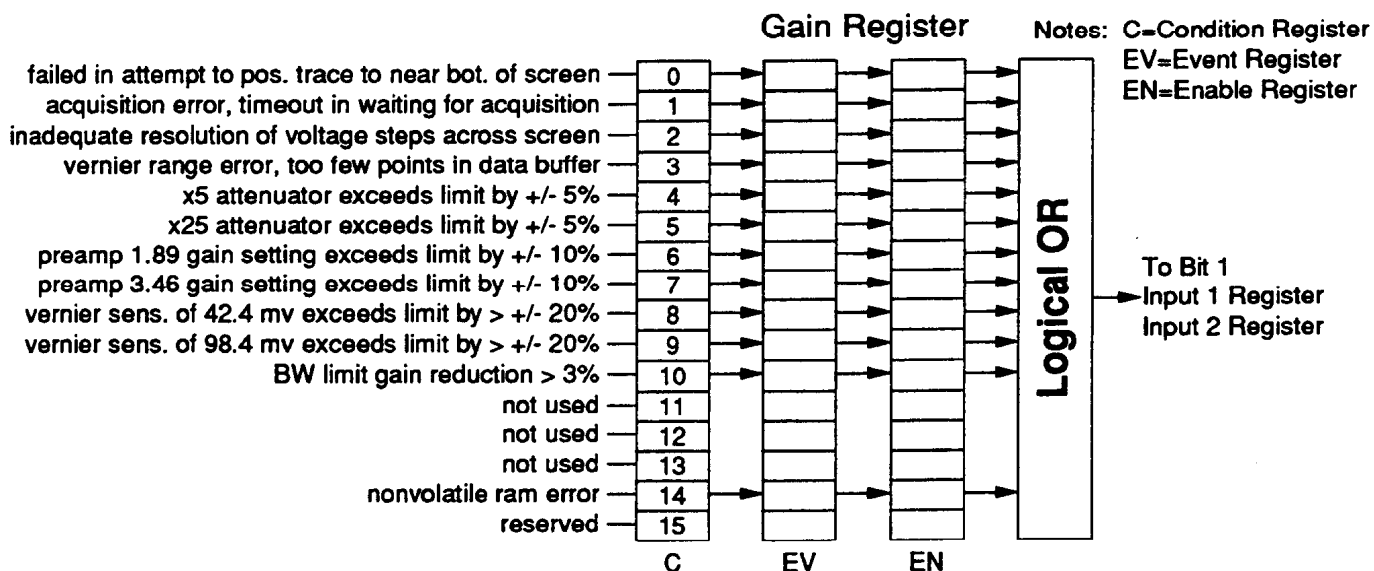 Gain Register
Notes: C=Condition Register
EV=Event Register
EN=Enable Register
failed in attempt to pos. trace to near bot. of screen 0
acquisition error, timeout in waiting for acquisition 1
inadequate resolution of voltage steps across screen 2
vernier range error, too few points in data buffer 3
x5 attenuator exceeds limit by +/- 5% 4
x25 attenuator exceeds limit by +/- 5% 5
preamp 1.89 gain setting exceeds limit by +/- 10% 6
preamp 3.46 gain setting exceeds limit by +/- 10% 7
vernier sens. of 42.4 mv exceeds limit by > +/- 20% 8
vernier sens. of 98.4 mv exceeds limit by > +/- 20% 9
BW limit gain reduction > 3% 10
not used 11
not used 12
not used 13
nonvolatile ram error 14
reserved 15
C EV EN
Logical OR
To Bit 1
Input 1 Register
Input 2 Register